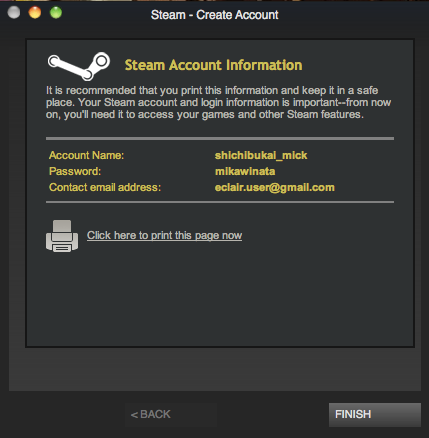 Steam - Create Account
Steam Account Information
It is recommended that you print this information and keep it in a safe
place. Your Steam account and login information is important--from now
on, you'll need it to access your games and other Steam features.
Account Name: shichibukai_mick
Password: mikawinata
Contact email address: eclair.user@gmail.com
Click here to print this page now
< BACK FINISH